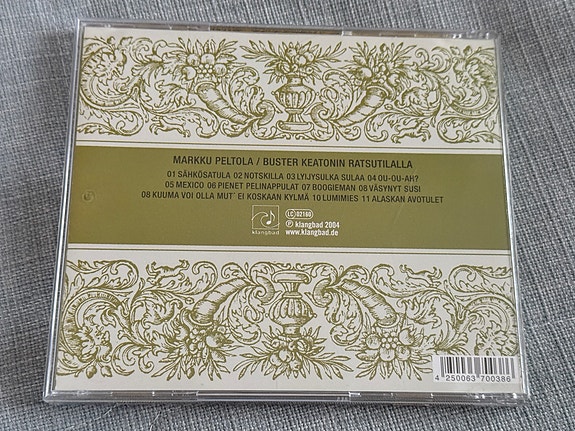 MARKKU PELTOLA / BUSTER KEATONIN RATSUTILALLA
01 SÄHKÖSATULA 02 NOTSKILLA 03 LYIJYSULKA SULAA 04 OU-OU-AH?
05 MEXICO 06 PIENET PELINAPPULAT 07 BOOGIEMAN 08 VÄSYNYT SUSI
08 KUUMA VOI OLLA MUT´ EI KOSKAAN KYLMÄ 10 LUMIMIES 11 ALASKAN AVOTULET
klangbad
LC 02160
℗ klangbad 2004
www.klangbad.de
4 250063 700386